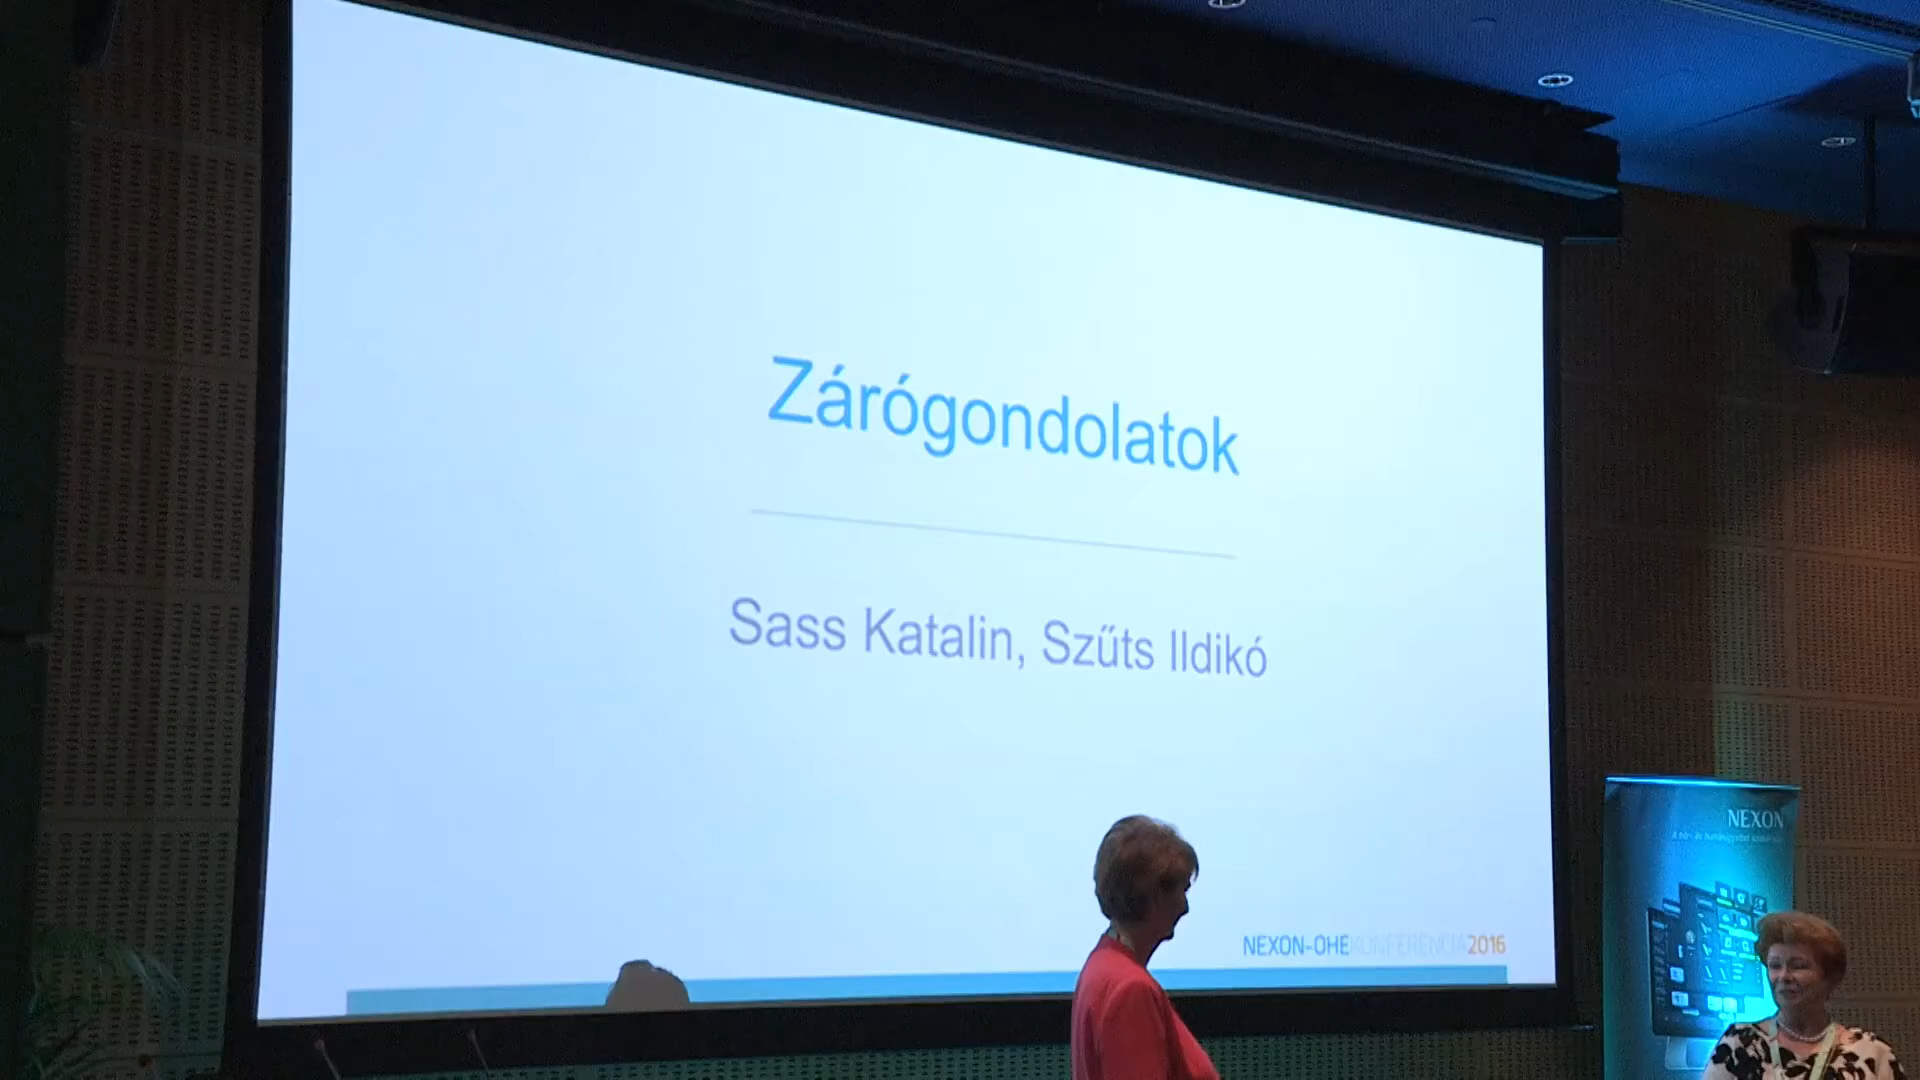 Zárógondolatok
Sass Katalin, Szűts Ildikó
NEXON-OHEKONFERENCIA2016
NEXON